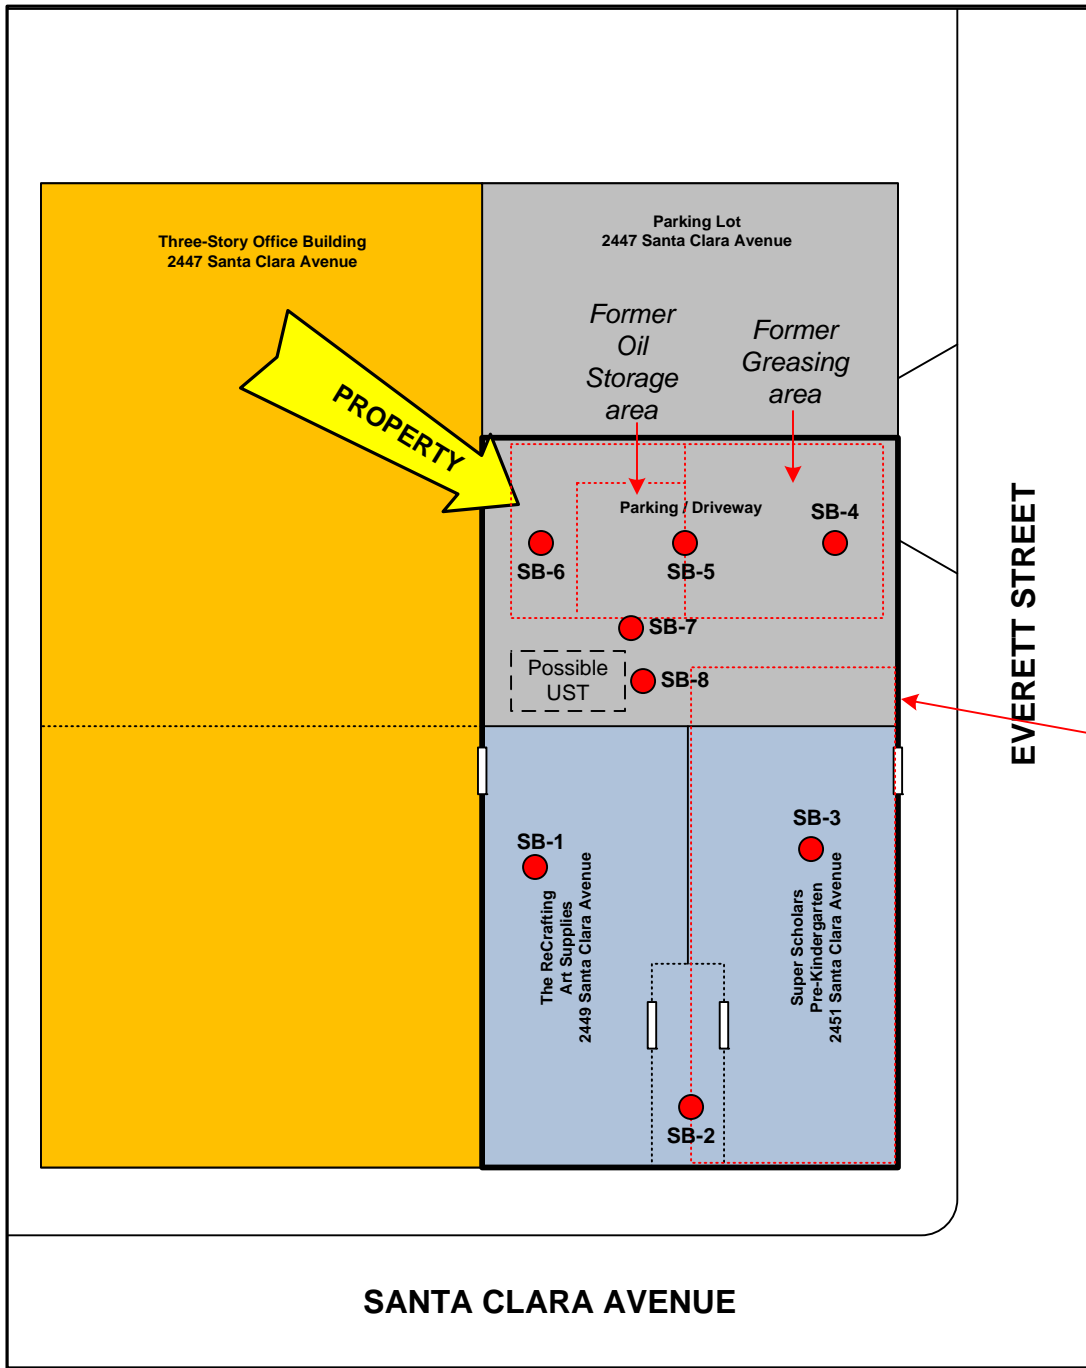 Three-Story Office Building
2447 Santa Clara Avenue
Parking Lot
2447 Santa Clara Avenue
Former
Oil
Storage
area
Former
Greasing
area
PROPERTY
Parking / Driveway
SB-4
SB-6
SB-5
SB-7
Possible
UST
SB-8
EVERETT STREET
SB-1
The ReCrafting
Art Supplies
2449 Santa Clara Avenue
SB-3
Super Scholars
Pre-Kindergarten
2451 Santa Clara Avenue
SB-2
SANTA CLARA AVENUE